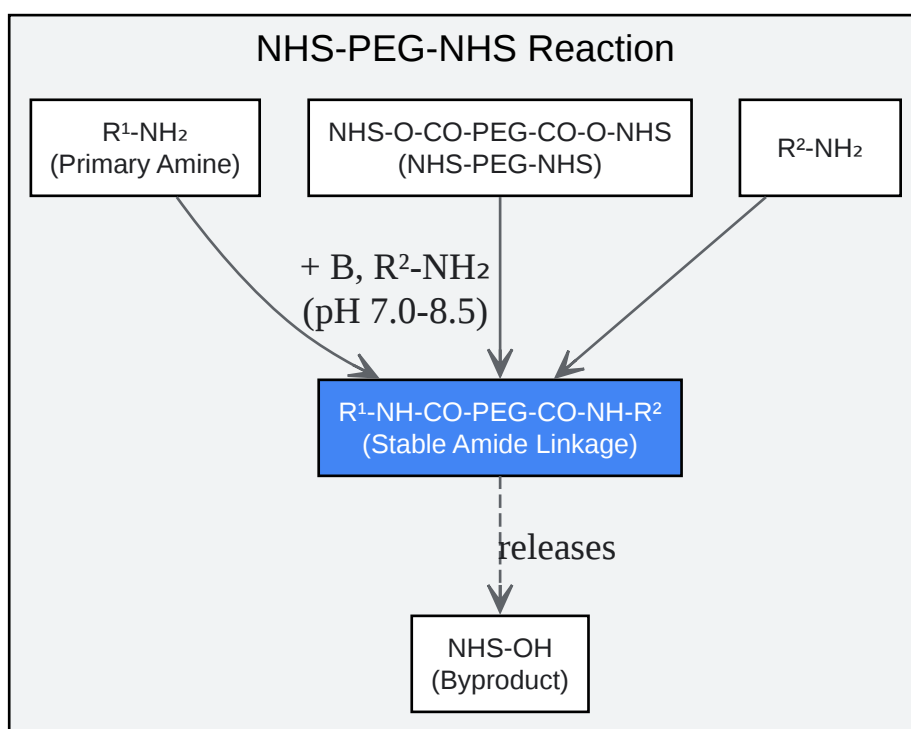 NHS-PEG-NHS Reaction
R¹-NH₂
(Primary Amine)
NHS-O-CO-PEG-CO-O-NHS
(NHS-PEG-NHS)
R²-NH₂
+ B, R²-NH₂
(pH 7.0-8.5)
R¹-NH-CO-PEG-CO-NH-R²
(Stable Amide Linkage)
releases
NHS-OH
(Byproduct)